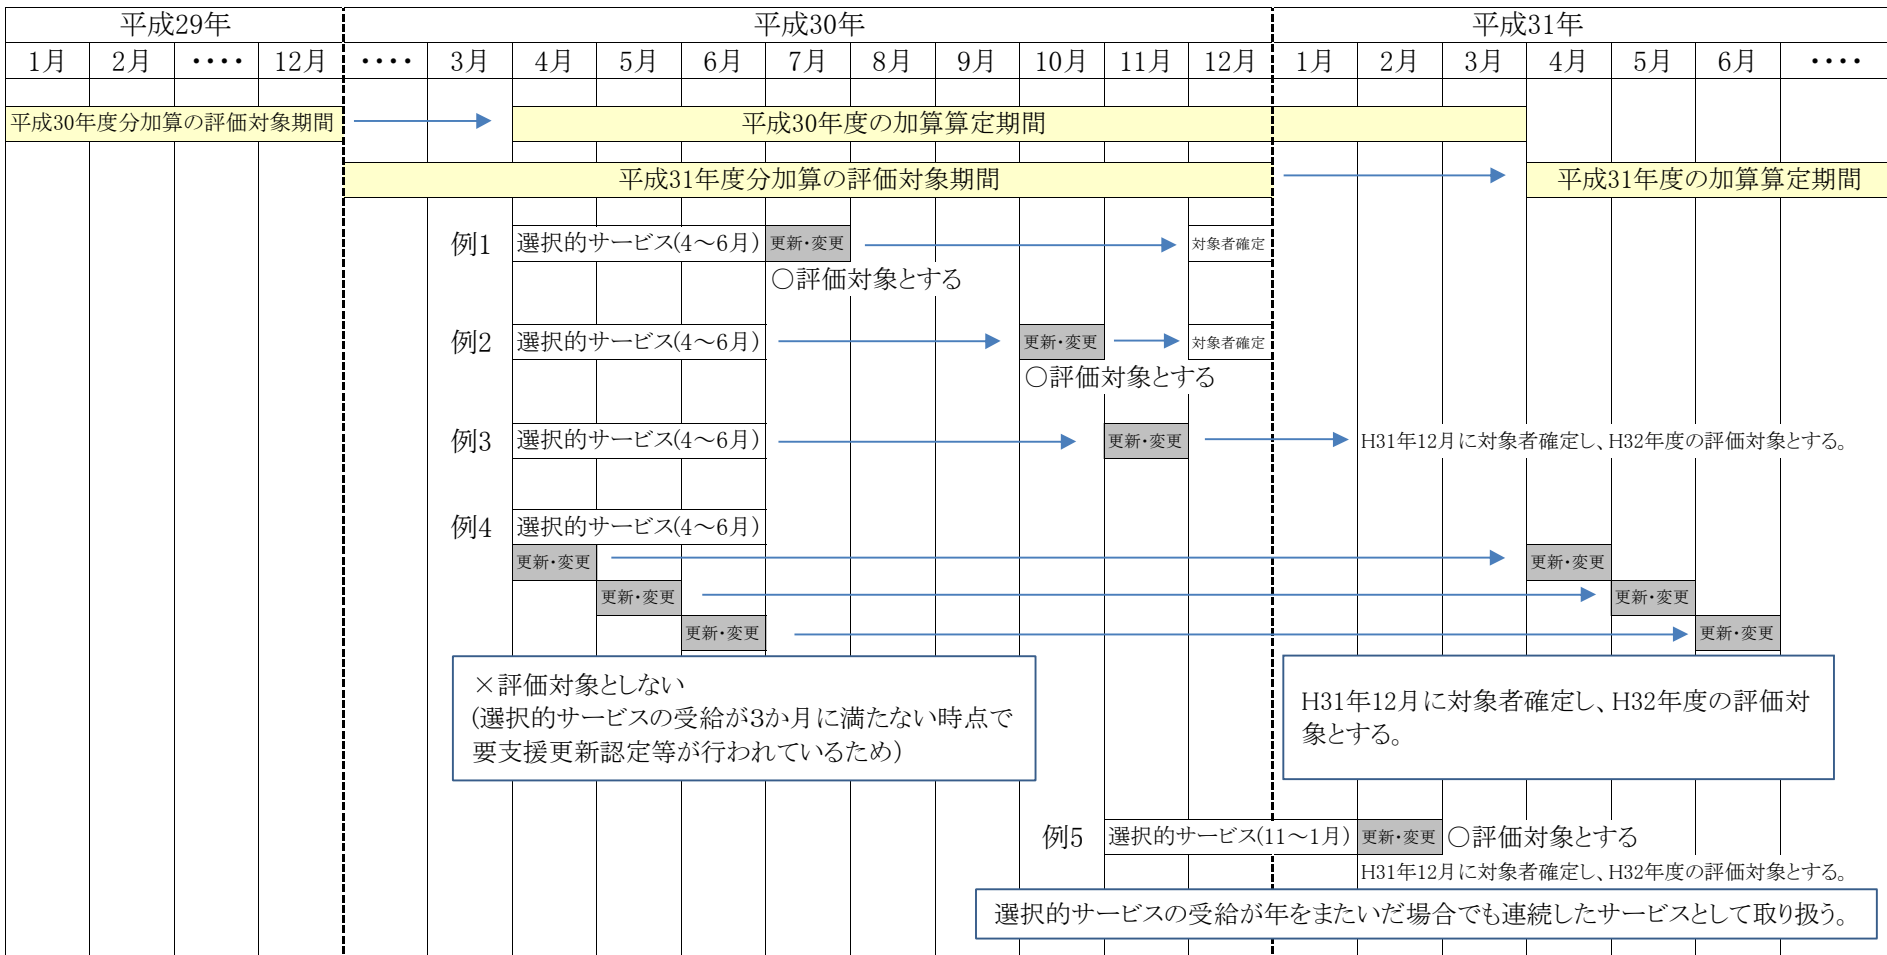 平成29年 平成30年 平成31年
1月 2月 ・・・・ 12月 ・・・・ 3月 4月 5月 6月 7月 8月 9月 10月 11月 12月 1月 2月 3月 4月 5月 6月 ・・・・
平成30年度分加算の評価対象期間 平成30年度の加算算定期間
平成31年度分加算の評価対象期間 平成31年度の加算算定期間
例1 選択的サービス(4～6月) 更新・変更 対象者確定
○評価対象とする
例2 選択的サービス(4～6月) 更新・変更 対象者確定
○評価対象とする
例3 選択的サービス(4～6月) 更新・変更 H31年12月に対象者確定し、H32年度の評価対象とする。
例4 選択的サービス(4～6月)
更新・変更 更新・変更
更新・変更 更新・変更
更新・変更 更新・変更
×評価対象としない
(選択的サービスの受給が3か月に満たない時点で
要支援更新認定等が行われているため)
H31年12月に対象者確定し、H32年度の評価対
象とする。
例5 選択的サービス(11～1月) 更新・変更 ○評価対象とする
H31年12月に対象者確定し、H32年度の評価対象とする。
選択的サービスの受給が年をまたいだ場合でも連続したサービスとして取り扱う。